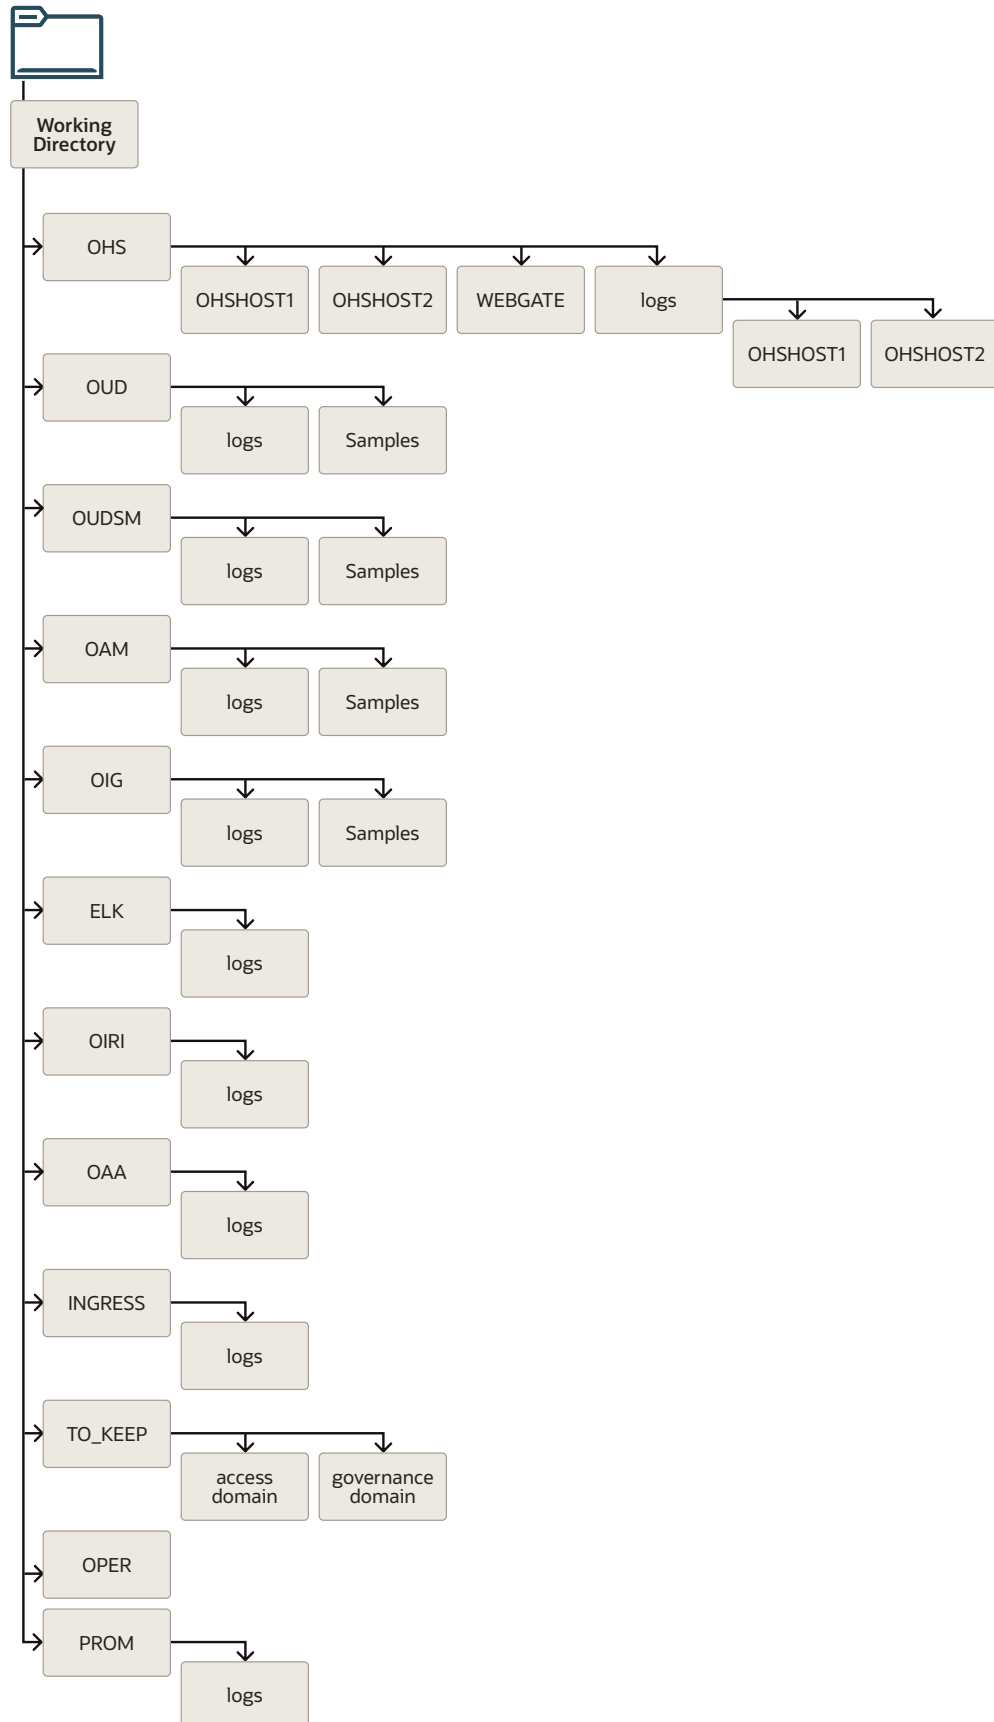 Working
Directory
OHS
OHSHOST1
OHSHOST2
WEBGATE
logs
OHSHOST1
OHSHOST2
OUD
logs
Samples
OUDSM
logs
Samples
OAM
logs
Samples
OIG
logs
Samples
ELK
logs
OIRI
logs
OAA
logs
INGRESS
logs
TO_KEEP
access
domain
governance
domain
OPER
PROM
logs